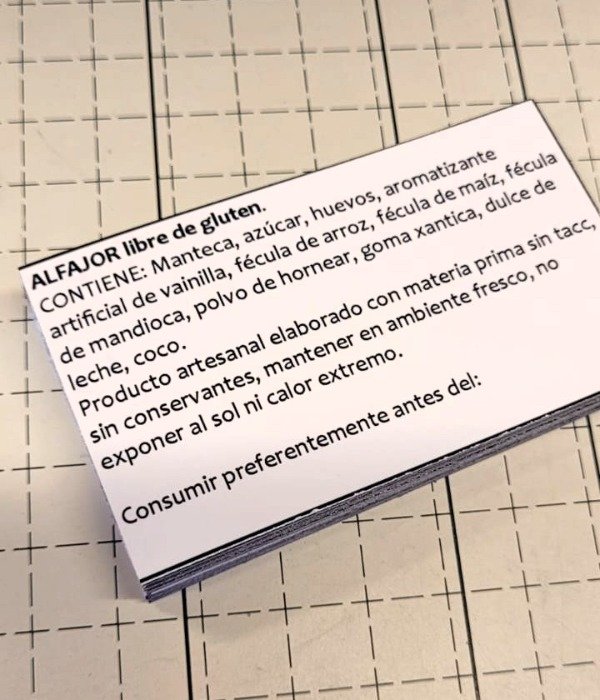 ALFAJOR libre de gluten.
CONTIENE: Manteca, azúcar, huevos, aromatizante
artificial de vainilla, fécula de arroz, fécula de maíz, fécula
de mandioca, polvo de hornear, goma xantica, dulce de
leche, coco.
Producto artesanal elaborado con materia prima sin tacc,
sin conservantes, mantener en ambiente fresco, no
exponer al sol ni calor extremo.
Consumir preferentemente antes del: